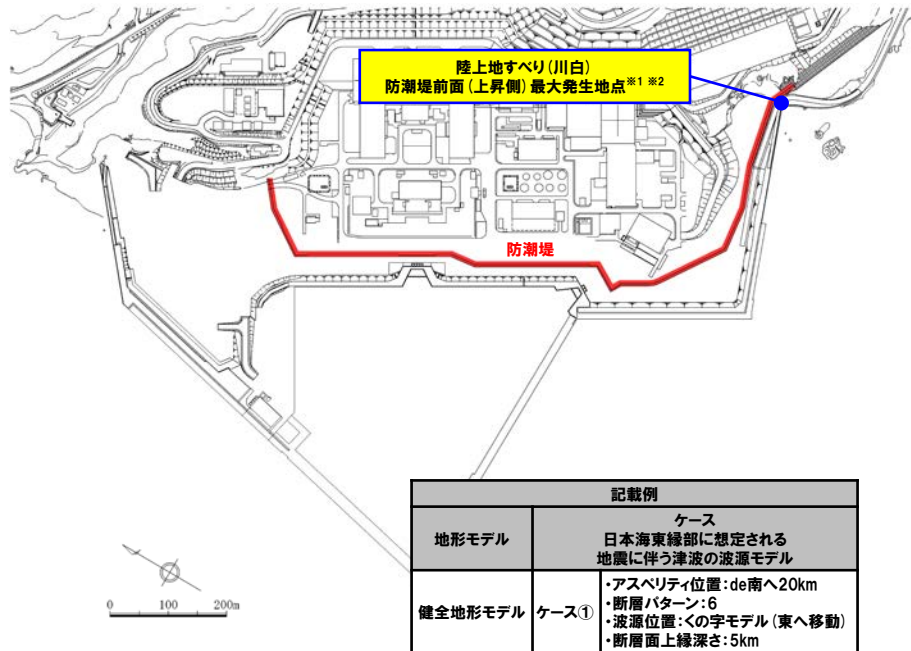 陸上地すべり(川白)
防潮堤前面(上昇側)最大発生地点※1 ※2
防潮堤
記載例
地形モデル
ケース
日本海東縁部に想定される
地震に伴う津波の波源モデル
健全地形モデル
ケース①
・アスペリティ位置:de南へ20km
・断層パターン:6
・波源位置:くの字モデル(東へ移動)
・断層面上縁深さ:5km
0 100 200m